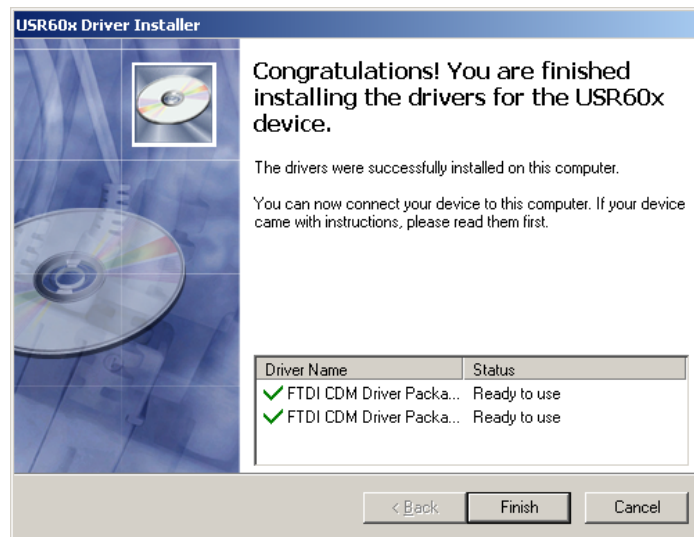 USR60x Driver Installer
Congratulations! You are finished
installing the drivers for the USR60x
device.
The drivers were successfully installed on this computer.
You can now connect your device to this computer. If your device
came with instructions, please read them first.
Driver Name Status
FTDI CDM Driver Packa... Ready to use
FTDI CDM Driver Packa... Ready to use
< Back Finish Cancel